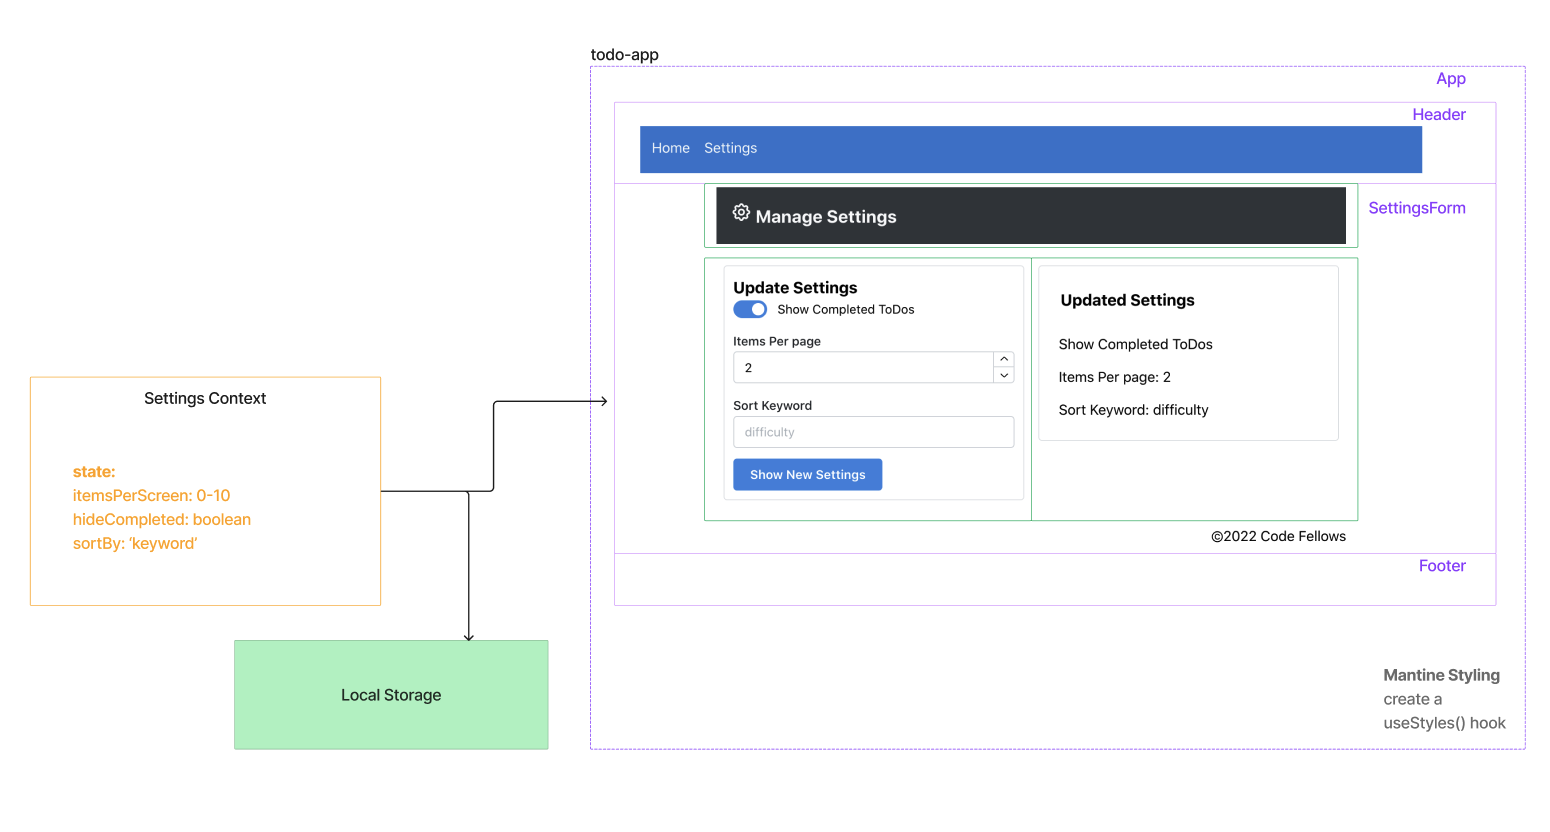 todo-app
App
Header
Home Settings
SettingsForm
Manage Settings
Update Settings
Show Completed ToDos
Items Per page
2
Sort Keyword
difficulty
Show New Settings
Updated Settings
Show Completed ToDos
Items Per page: 2
Sort Keyword: difficulty
©2022 Code Fellows
Footer
Settings Context
state:
itemsPerScreen: 0-10
hideCompleted: boolean
sortBy: ‘keyword’
Local Storage
Mantine Styling
create a
useStyles() hook